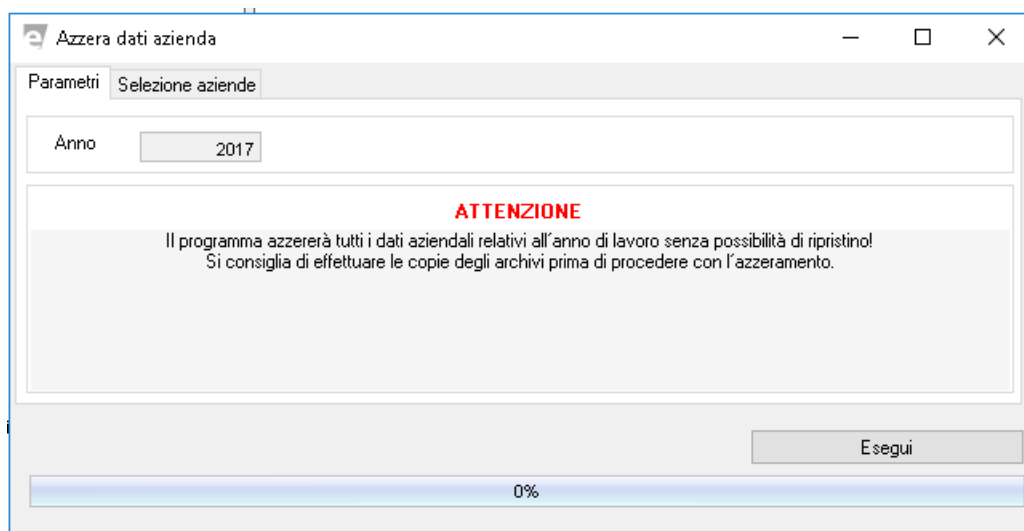 Azzera dati azienda
Parametri Selezione aziende
Anno 2017
ATTENZIONE
Il programma azzererà tutti i dati aziendali relativi all'anno di lavoro senza possibilità di ripristino!
Si consiglia di effettuare le copie degli archivi prima di procedere con l'azzeramento.
Esegui
0%